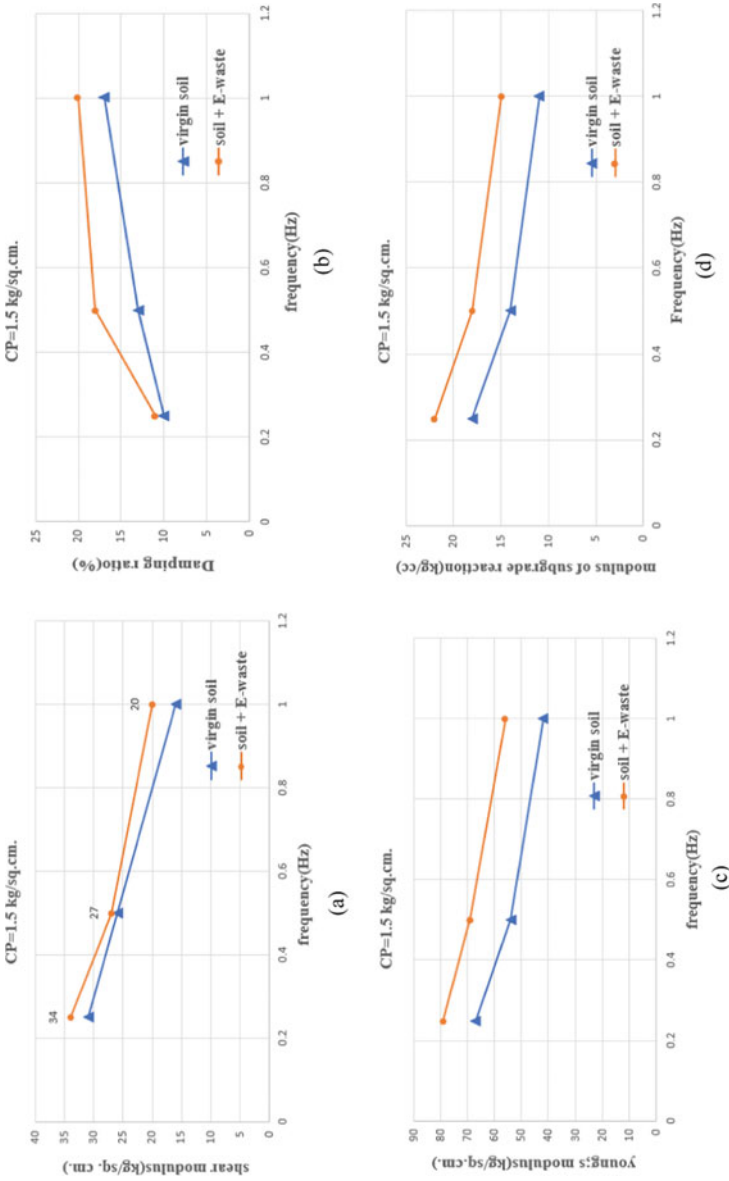 CP=1.5 kg/sq.cm.
40
35
30
25
20
15
10
5
0
shear modulus(kg/sq. cm.)
34
27
20
virgin soil
soil + E-waste
0
0.2
0.4
0.6
0.8
1
1.2
frequency(Hz)
(a)
CP=1.5 kg/sq.cm.
25
20
15
10
5
0
Damping ratio(%)
virgin soil
soil + E-waste
0
0.2
0.4
0.6
0.8
1
1.2
frequency(Hz)
(b)
CP=1.5 kg/sq.cm.
90
80
70
60
50
40
30
20
10
0
young;s modulus(kg/sq.cm.)
virgin soil
soil + E-waste
0
0.2
0.4
0.6
0.8
1
1.2
frequency(Hz)
(c)
CP=1.5 kg/sq.cm.
25
20
15
10
5
0
modulus of subgrade reaction(kg/cc)
virgin soil
soil + E-waste
0
0.2
0.4
0.6
0.8
1
1.2
Frequency(Hz)
(d)